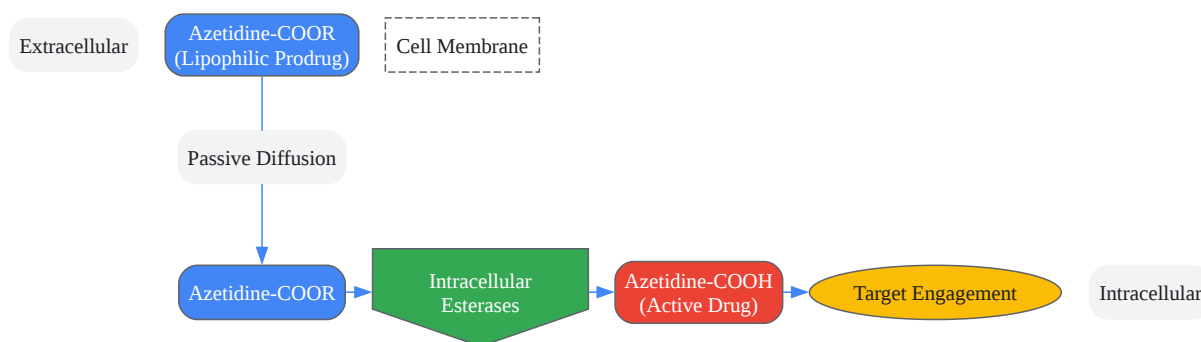 Extracellular
Azetidine-COOR
(Lipophilic Prodrug)
Cell Membrane
Passive Diffusion
Azetidine-COOR
Intracellular
Esterases
Azetidine-COOH
(Active Drug)
Target Engagement
Intracellular